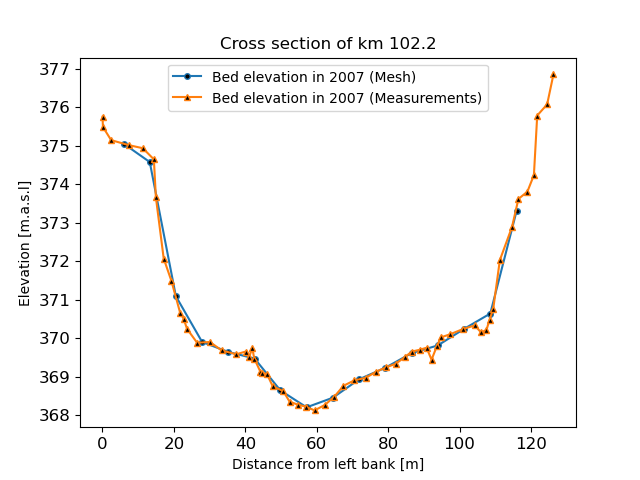 Cross section of km 102.2
Bed elevation in 2007 (Mesh)
Bed elevation in 2007 (Measurements)
Elevation [m.a.s.l]
377
376
375
374
373
372
371
370
369
368
0 20 40 60 80 100 120
Distance from left bank [m]